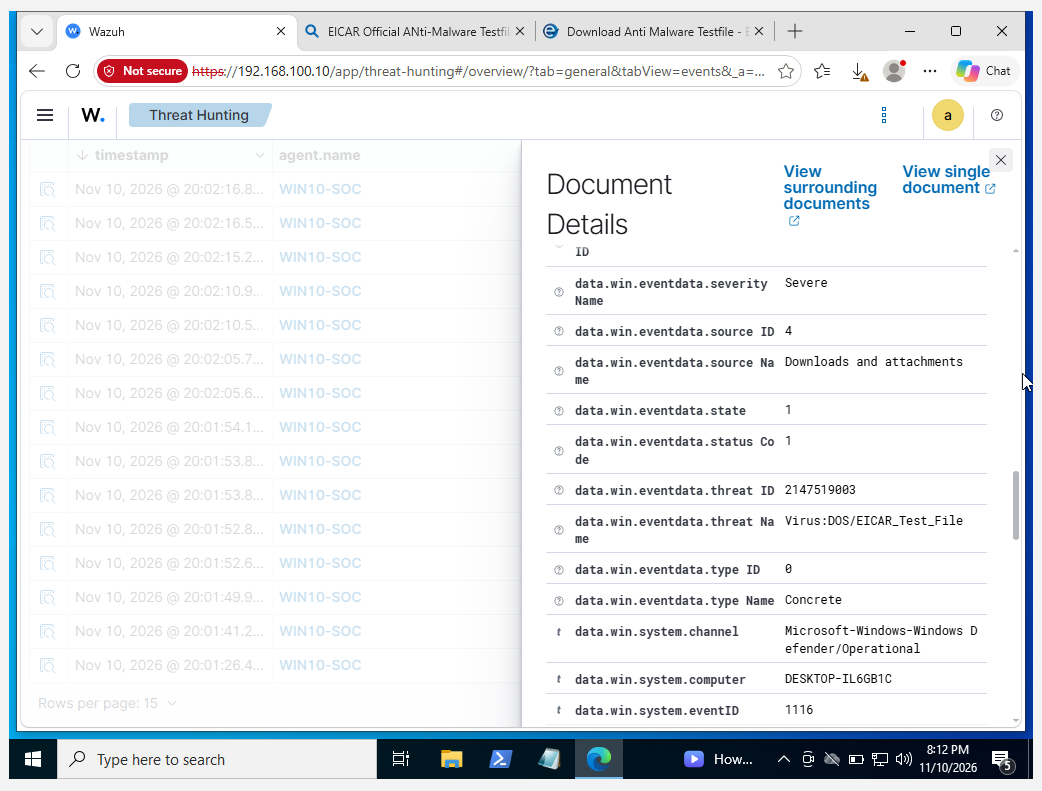 Wazuh
EICAR Official ANti-Malware Testfi
Download Anti Malware Testfile - E
Not secure
https://192.168.100.10/app/threat-hunting#/overview/?tab=general&tabView=events&_a=...
Chat
W.
Threat Hunting
a
timestamp
agent.name
Nov 10, 2026 @ 20:02:16.8... WIN10-SOC
Nov 10, 2026 @ 20:02:16.5... WIN10-SOC
Nov 10, 2026 @ 20:02:15.2... WIN10-SOC
Nov 10, 2026 @ 20:02:10.9... WIN10-SOC
Nov 10, 2026 @ 20:02:10.5... WIN10-SOC
Nov 10, 2026 @ 20:02:05.7... WIN10-SOC
Nov 10, 2026 @ 20:02:05.6... WIN10-SOC
Nov 10, 2026 @ 20:01:54.1... WIN10-SOC
Nov 10, 2026 @ 20:01:53.8... WIN10-SOC
Nov 10, 2026 @ 20:01:53.8... WIN10-SOC
Nov 10, 2026 @ 20:01:52.8... WIN10-SOC
Nov 10, 2026 @ 20:01:52.6... WIN10-SOC
Nov 10, 2026 @ 20:01:49.9... WIN10-SOC
Nov 10, 2026 @ 20:01:41.2... WIN10-SOC
Nov 10, 2026 @ 20:01:26.4... WIN10-SOC
Rows per page: 15
Document
Details
View
surrounding
documents
View single
document
ID
data.win.eventdata.severity
Name
Severe
data.win.eventdata.source ID 4
data.win.eventdata.source Na
me
Downloads and attachments
data.win.eventdata.state 1
data.win.eventdata.status Co
de
1
data.win.eventdata.threat ID 2147519003
data.win.eventdata.threat Na
me
Virus:DOS/EICAR_Test_File
data.win.eventdata.type ID 0
data.win.eventdata.type Name Concrete
t data.win.system.channel
Microsoft-Windows-Windows D
efender/Operational
t data.win.system.computer DESKTOP-IL6GB1C
t data.win.system.eventID 1116
Type here to search
How...
8:12 PM
11/10/2026
5